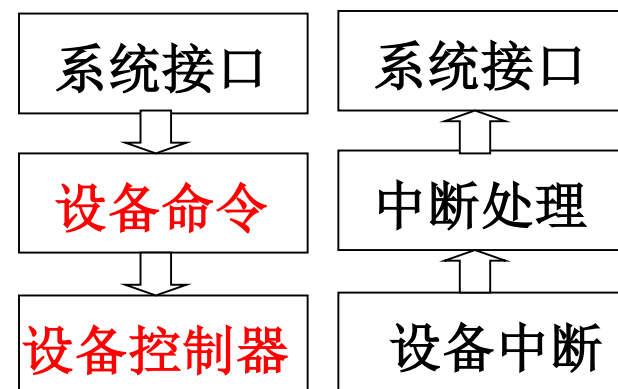 系统接口
设备命令
设备控制器
系统接口
中断处理
设备中断